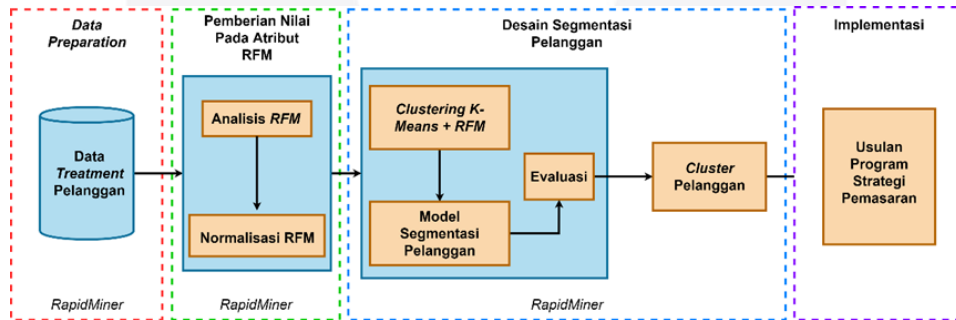 Data
Preparation
Data
Treatment
Pelanggan
RapidMiner
Pemberian Nilai
Pada Atribut
RFM
Analisis RFM
Normalisasi RFM
RapidMiner
Desain Segmentasi
Pelanggan
Clustering K-
Means + RFM
Model
Segmentasi
Pelanggan
Evaluasi
Cluster
Pelanggan
RapidMiner
Implementasi
Usulan
Program
Strategi
Pemasaran